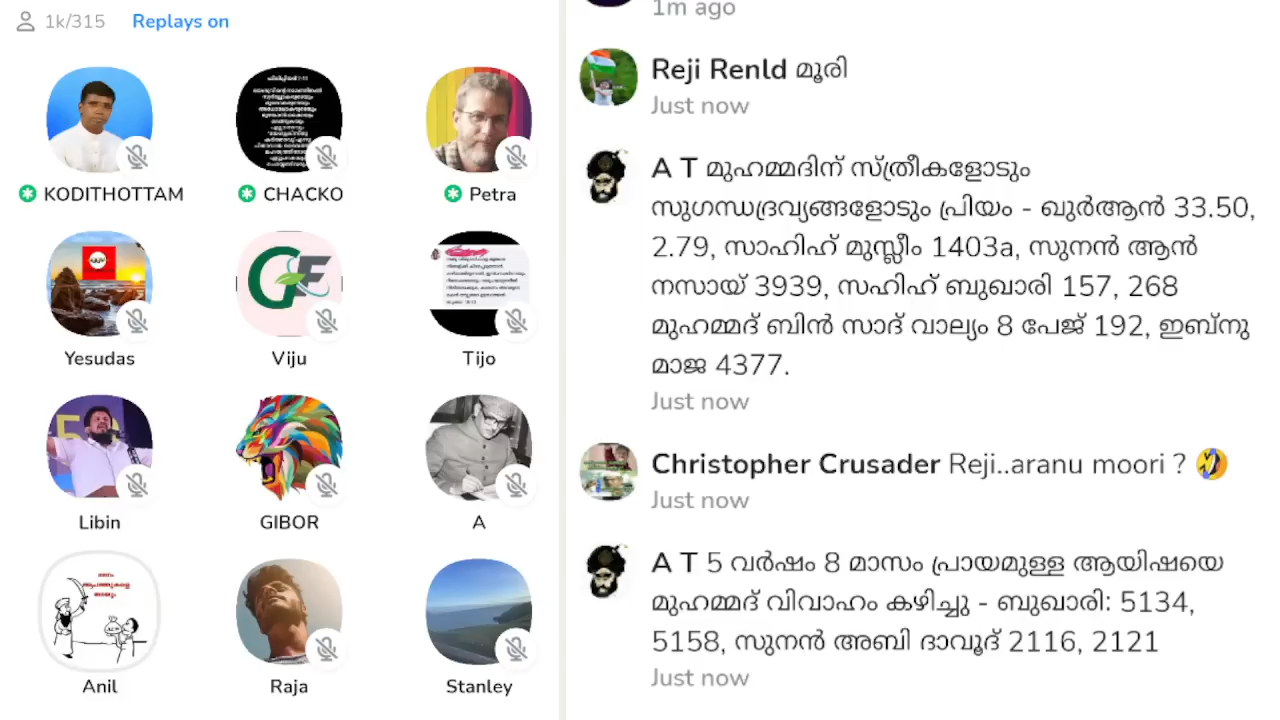 1k/315 Replays on
KODITHOTTAM
CHACKO
Petra
Yesudas
Viju
Tijo
Libin
GIBOR
A
Anil
Raja
Stanley
1m ago
Reji Renld മൂരി
Just now
A T മുഹമ്മദിന് സ്ത്രീകളോടും
സുഗന്ധദ്രവ്യങ്ങളോടും പ്രിയം - ഖുർആൻ 33.50,
2.79, സാഹിഹ് മുസ്ലീം 1403a, സുനൻ ആൻ
നസായ് 3939, സഹിഹ് ബുഖാരി 157, 268
മുഹമ്മദ് ബിൻ സാദ് വാല്യം 8 പേജ് 192, ഇബ്നു
മാജ 4377.
Just now
Christopher Crusader Reji..aranu moori ? 🤣
Just now
A T 5 വർഷം 8 മാസം പ്രായമുള്ള ആയിഷയെ
മുഹമ്മദ് വിവാഹം കഴിച്ചു - ബുഖാരി: 5134,
5158, സുനൻ അബി ദാവൂദ് 2116, 2121
Just now